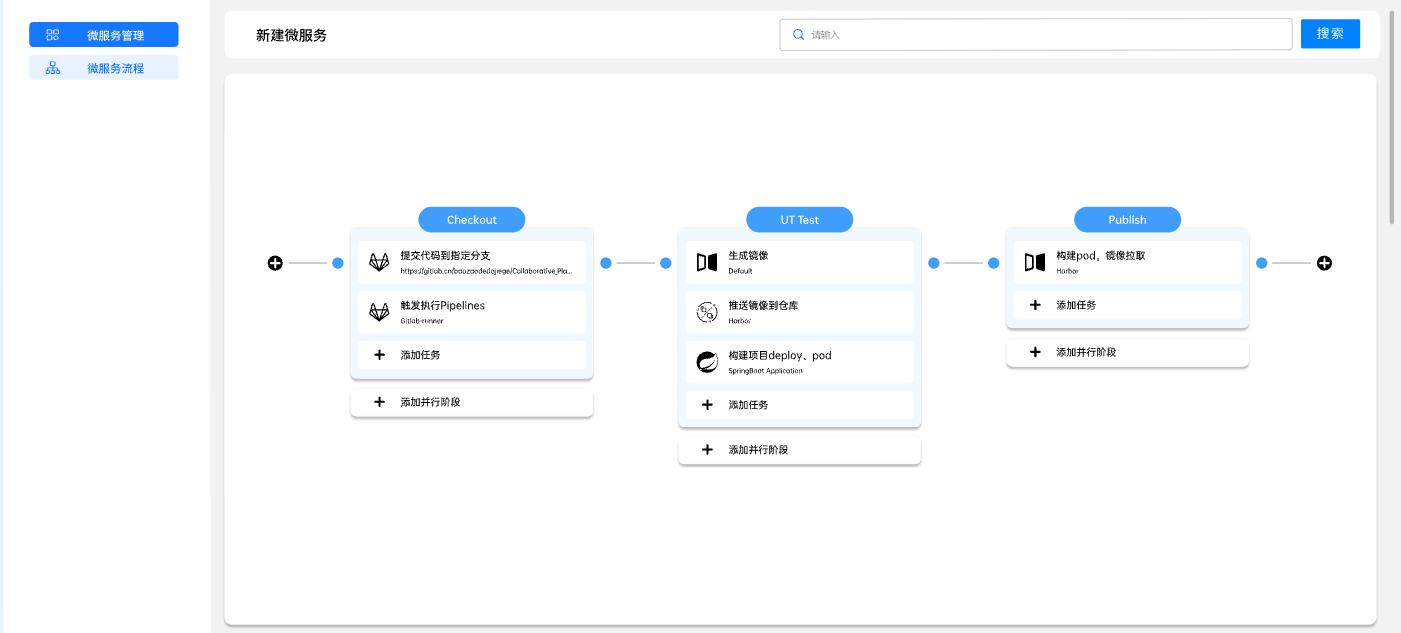 微服务管理
微服务流程
新建微服务
请输入
搜索
Checkout
提交代码到指定分支
触发执行Pipelines
Gitlab-runner
添加任务
添加并行阶段
UT Test
生成镜像
Default
推送镜像到仓库
Harbor
构建项目deploy、pod
SpringBoot Application
添加任务
添加并行阶段
Publish
构建pod，镜像拉取
Harbor
添加任务
添加并行阶段